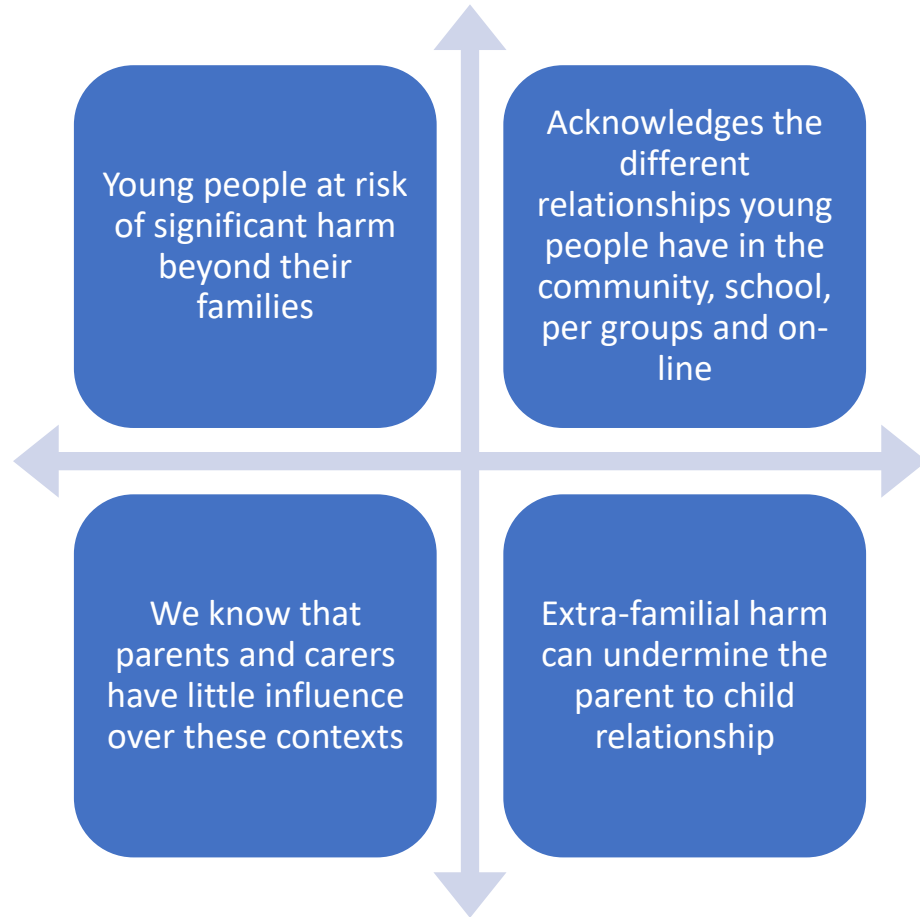 Young people at risk
of significant harm
beyond their
families
Acknowledges the
different
relationships young
people have in the
community, school,
per groups and on-
line
We know that
parents and carers
have little influence
over these contexts
Extra-familial harm
can undermine the
parent to child
relationship